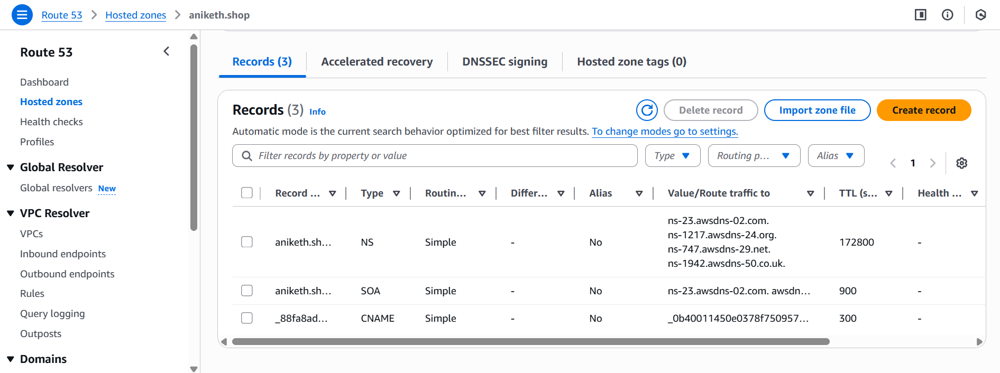 Route 53 > Hosted zones > aniketh.shop
Route 53
Dashboard
Hosted zones
Health checks
Profiles
Global Resolver
Global resolvers New
VPC Resolver
VPCs
Inbound endpoints
Outbound endpoints
Rules
Query logging
Outposts
Domains
Records (3) Accelerated recovery DNSSEC signing Hosted zone tags (0)
Records (3) Info
Delete record Import zone file Create record
Automatic mode is the current search behavior optimized for best filter results. To change modes go to settings.
Filter records by property or value Type Routing p... Alias 1
Record ... Type Routin... Differ... Alias Value/Route traffic to TTL (s... Health ...
ns-23.awsdns-02.com.
ns-1217.awsdns-24.org.
aniketh.sh... NS Simple - No 172800 -
ns-747.awsdns-29.net.
ns-1942.awsdns-50.co.uk.
aniketh.sh... SOA Simple - No ns-23.awsdns-02.com. awsdn... 900 -
_88fa8ad... CNAME Simple - No _0b40011450e0378f750957... 300 -